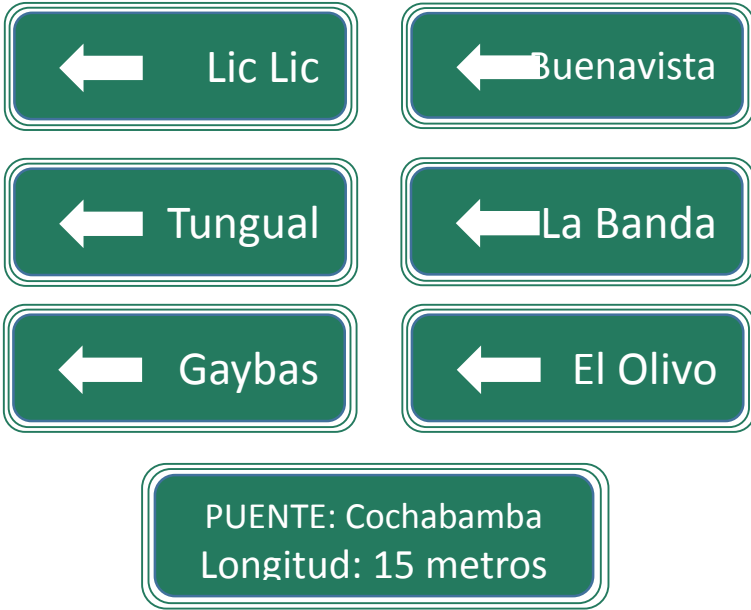 Lic Lic
Buenavista
Tungual
La Banda
Gaybas
El Olivo
PUENTE: Cochabamba
Longitud: 15 metros